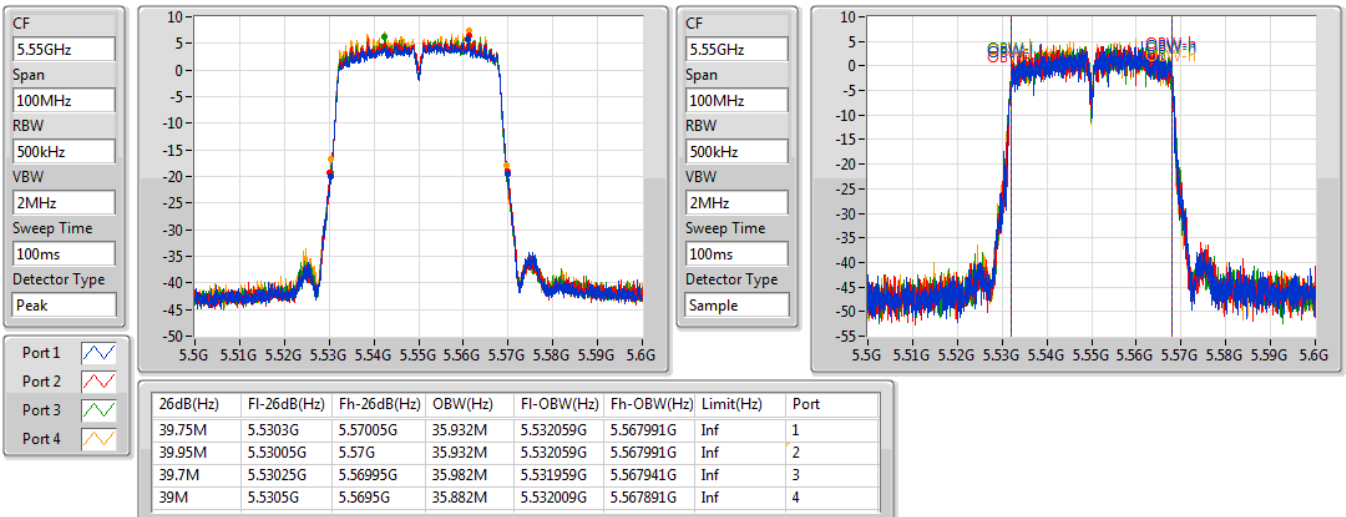 CF
5.55GHz
Span
100MHz
RBW
500kHz
VBW
2MHz
Sweep Time
100ms
Detector Type
Peak
10
5
0
-5
-10
-15
-20
-25
-30
-35
-40
-45
-50
5.5G 5.51G 5.52G 5.53G 5.54G 5.55G 5.56G 5.57G 5.58G 5.59G 5.6G
CF
5.55GHz
Span
100MHz
RBW
500kHz
VBW
2MHz
Sweep Time
100ms
Detector Type
Sample
10
5
0
-5
-10
-15
-20
-25
-30
-35
-40
-45
-50
-55
OBW-l
OBW-h
OBW-h
5.5G 5.51G 5.52G 5.53G 5.54G 5.55G 5.56G 5.57G 5.58G 5.59G 5.6G
Port 1
Port 2
Port 3
Port 4
26dB(Hz) Fl-26dB(Hz) Fh-26dB(Hz) OBW(Hz) Fl-OBW(Hz) Fh-OBW(Hz) Limit(Hz) Port
39.75M 5.5303G 5.57005G 35.932M 5.532059G 5.567991G Inf 1
39.95M 5.53005G 5.57G 35.932M 5.532059G 5.567991G Inf 2
39.7M 5.53025G 5.56995G 35.982M 5.531959G 5.567941G Inf 3
39M 5.5305G 5.5695G 35.882M 5.532009G 5.567891G Inf 4